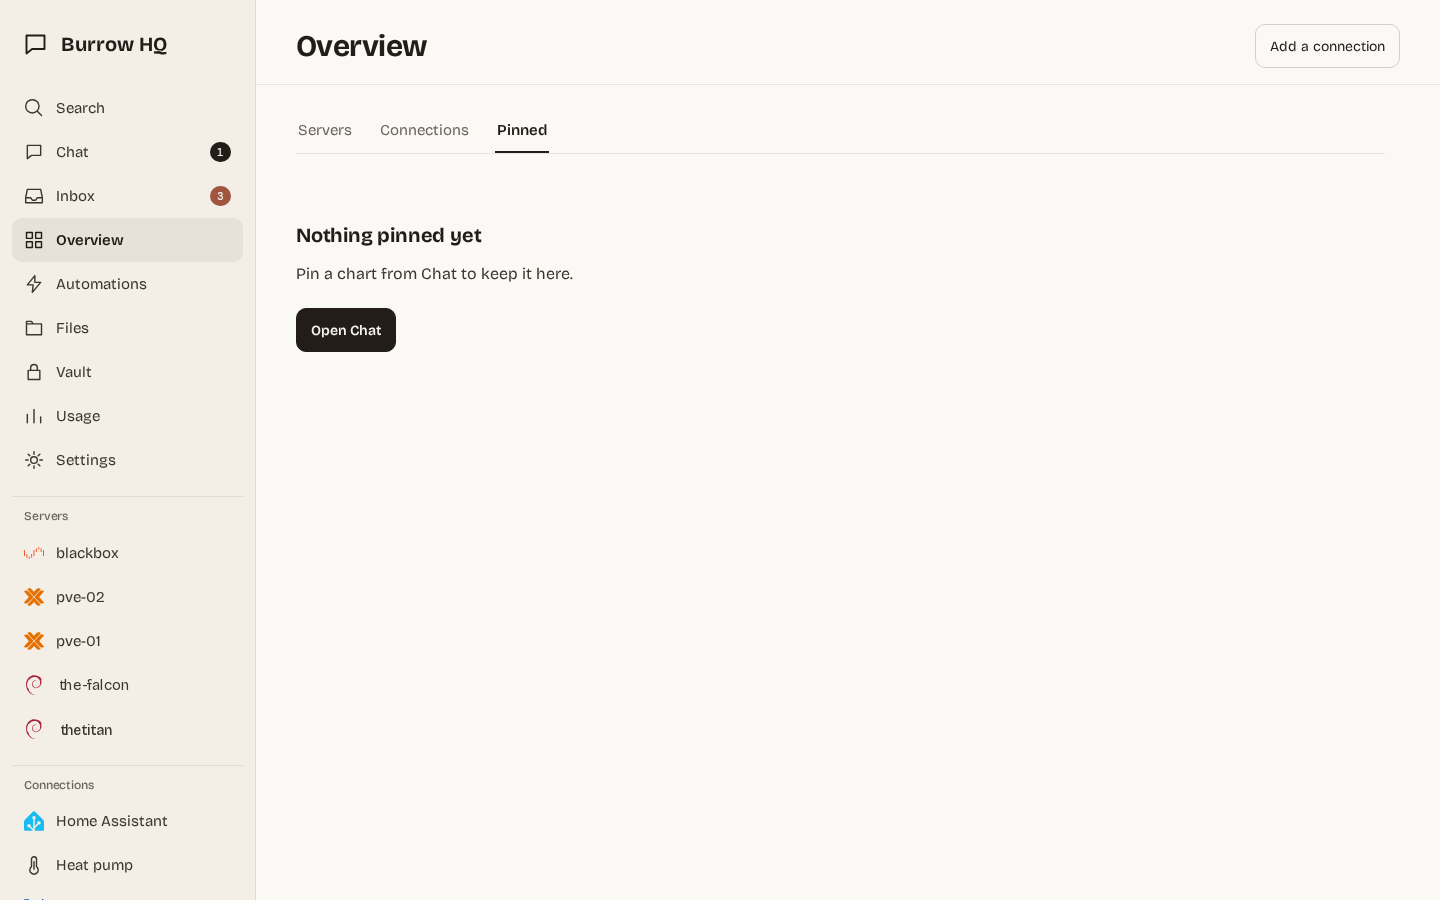 Burrow HQ
Search
Chat
1
Inbox
3
Overview
Automations
Files
Vault
Usage
Settings
Servers
blackbox
pve-02
pve-01
the-falcon
thetitan
Connections
Home Assistant
Heat pump
Overview
Add a connection
Servers
Connections
Pinned
Nothing pinned yet
Pin a chart from Chat to keep it here.
Open Chat